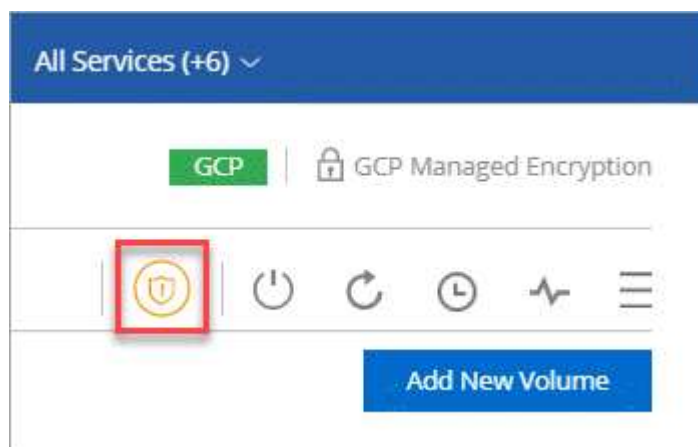 All Services (+6)
GCP
GCP Managed Encryption
Add New Volume